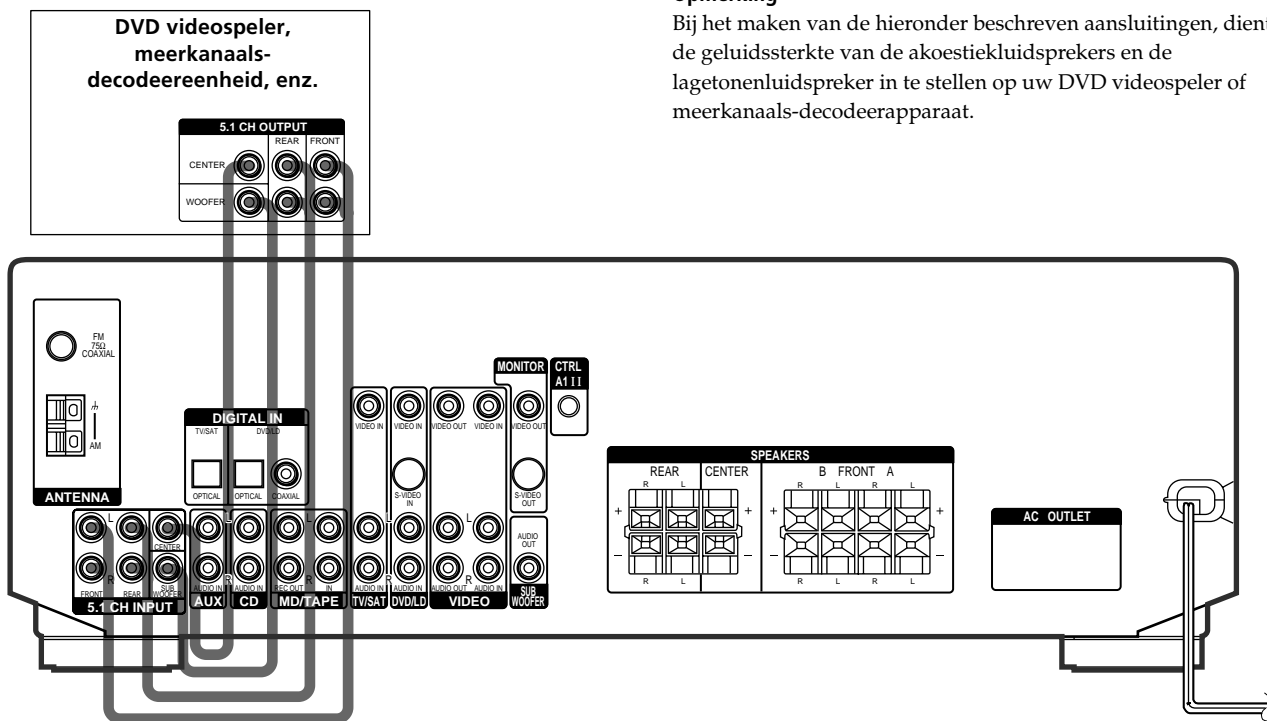 Opmerking
Bij het maken van de hieronder beschreven aansluitingen, dient
de geluidssterkte van de akoestiekluidsprekers en de
lagetonenluidspreker in te stellen op uw DVD videospeler of
meerkanaals-decodeerapparaat.
DVD videospeler,
meerkanaals-
decodeereenheid, enz.
5.1 CH OUTPUT
REAR FRONT
CENTER
WOOFER
FM
75Ω
COAXIAL
AM
ANTENNA
DIGITAL IN
TV/SAT DVD/LD
OPTICAL OPTICAL COAXIAL
MONITOR
CTRL
A1 II
VIDEO IN VIDEO IN VIDEO OUT VIDEO IN VIDEO OUT
S-VIDEO
IN
S-VIDEO
OUT
L L L L L
CENTER
R R R R R
FRONT REAR SUB
WOOFER
5.1 CH INPUT
AUDIO IN AUDIO IN REC OUT IN AUDIO IN AUDIO IN AUDIO OUT AUDIO IN
AUX CD MD/TAPE TV/SAT DVD/LD VIDEO
AUDIO
OUT
SUB
WOOFER
SPEAKERS
REAR CENTER B FRONT A
R L R L R L
+ + + +
– – – –
R L R L R L
AC OUTLET